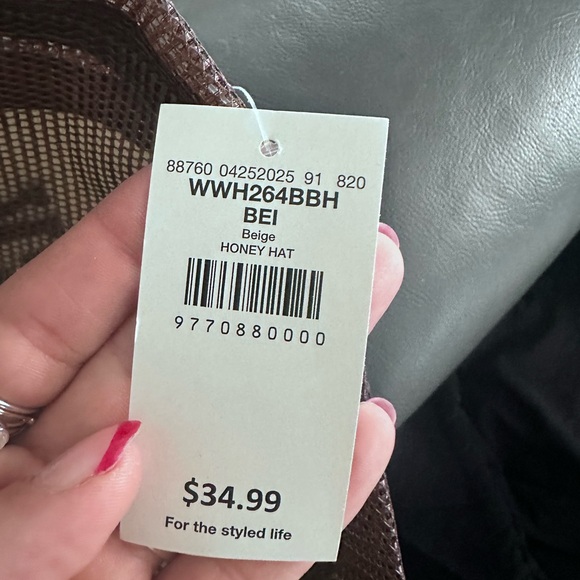 88760 04252025 91 820
WWH264BBH
BEI
Beige
HONEY HAT
9770880000
$34.99
For the styled life